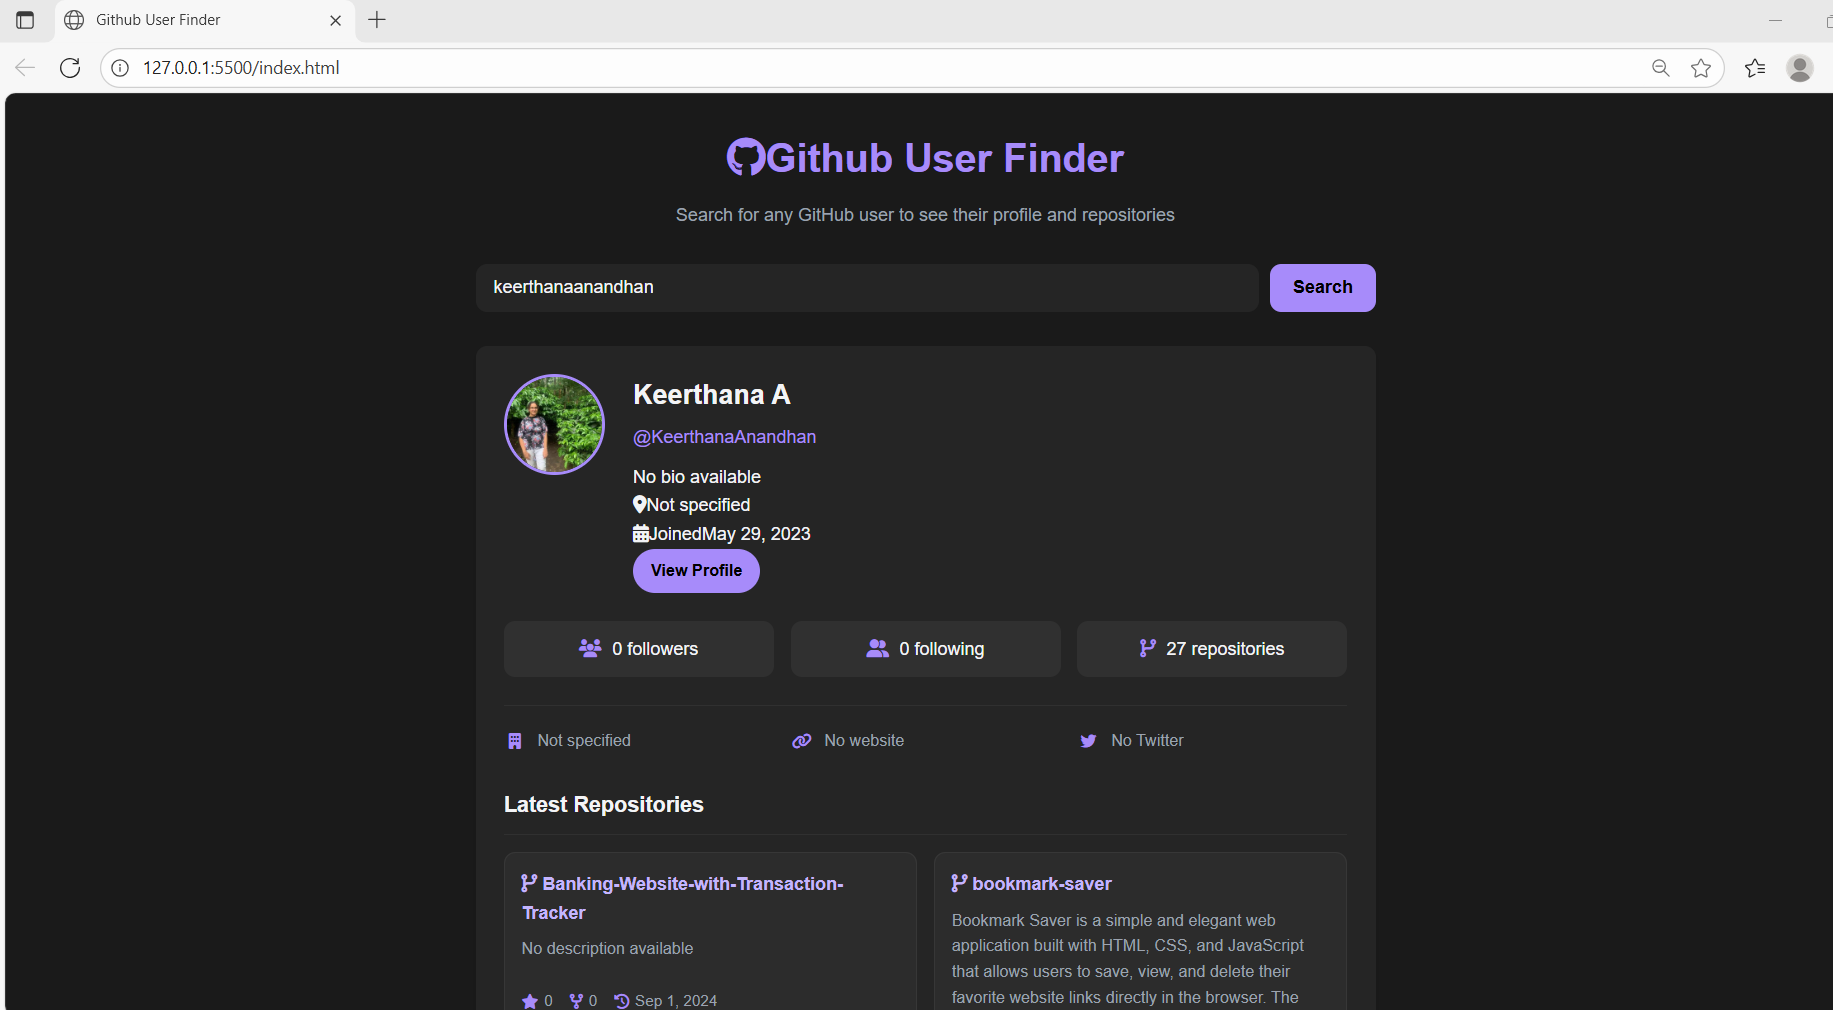 Github User Finder
127.0.0.1:5500/index.html
Github User Finder
Search for any GitHub user to see their profile and repositories
keerthanaanandhan
Search
Keerthana A
@KeerthanaAnandhan
No bio available
Not specified
JoinedMay 29, 2023
View Profile
0 followers
0 following
27 repositories
Not specified
No website
No Twitter
Latest Repositories
Banking-Website-with-Transaction-
Tracker
No description available
0 0 Sep 1, 2024
bookmark-saver
Bookmark Saver is a simple and elegant web
application built with HTML, CSS, and JavaScript
that allows users to save, view, and delete their
favorite website links directly in the browser. The